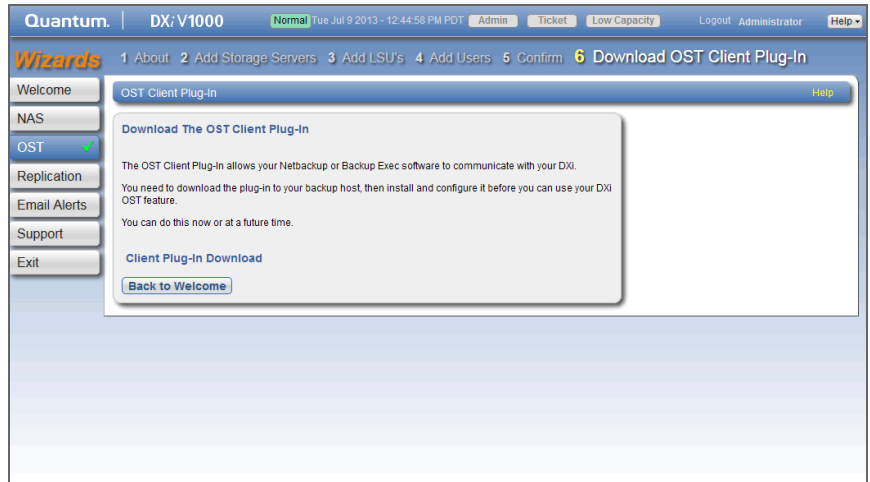 Quantum. DXi V1000 Normal Tue Jul 9 2013 - 12:44:58 PM PDT Admin Ticket Low Capacity Logout Administrator Help
Wizards 1 About 2 Add Storage Servers 3 Add LSU's 4 Add Users 5 Confirm 6 Download OST Client Plug-In
Welcome
NAS
OST
Replication
Email Alerts
Support
Exit
OST Client Plug-In Help
Download The OST Client Plug-In
The OST Client Plug-In allows your Netbackup or Backup Exec software to communicate with your DXi.
You need to download the plug-in to your backup host, then install and configure it before you can use your DXi
OST feature.
You can do this now or at a future time.
Client Plug-In Download
Back to Welcome